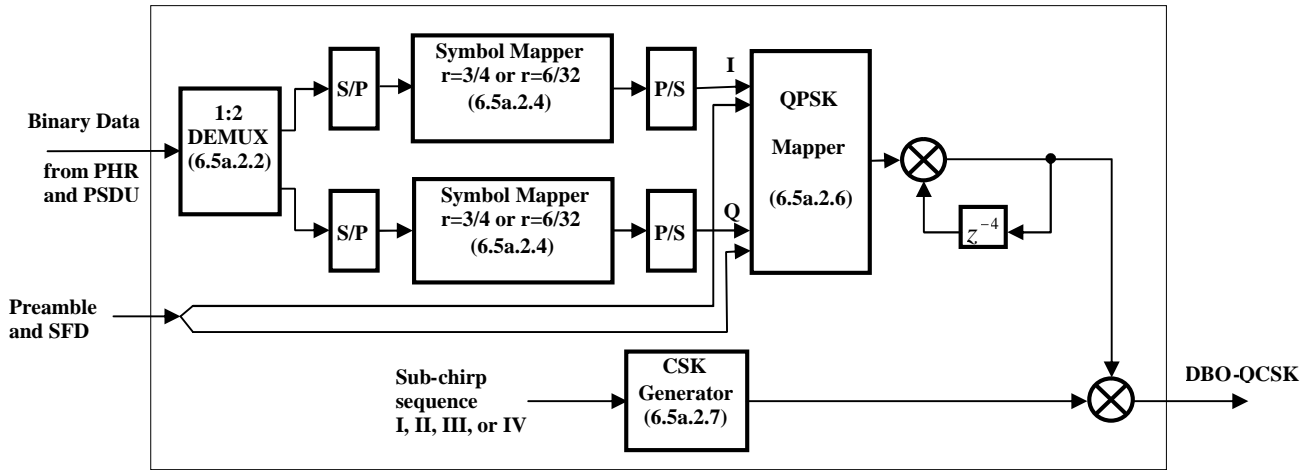 Binary Data
from PHR
and PSDU
1:2
DEMUX
(6.5a.2.2)
S/P
Symbol Mapper
r=3/4 or r=6/32
(6.5a.2.4)
P/S
I
S/P
Symbol Mapper
r=3/4 or r=6/32
(6.5a.2.4)
P/S
Q
QPSK
Mapper
(6.5a.2.6)
z⁻⁴
Preamble
and SFD
Sub-chirp
sequence
I, II, III, or IV
CSK
Generator
(6.5a.2.7)
DBO-QCSK